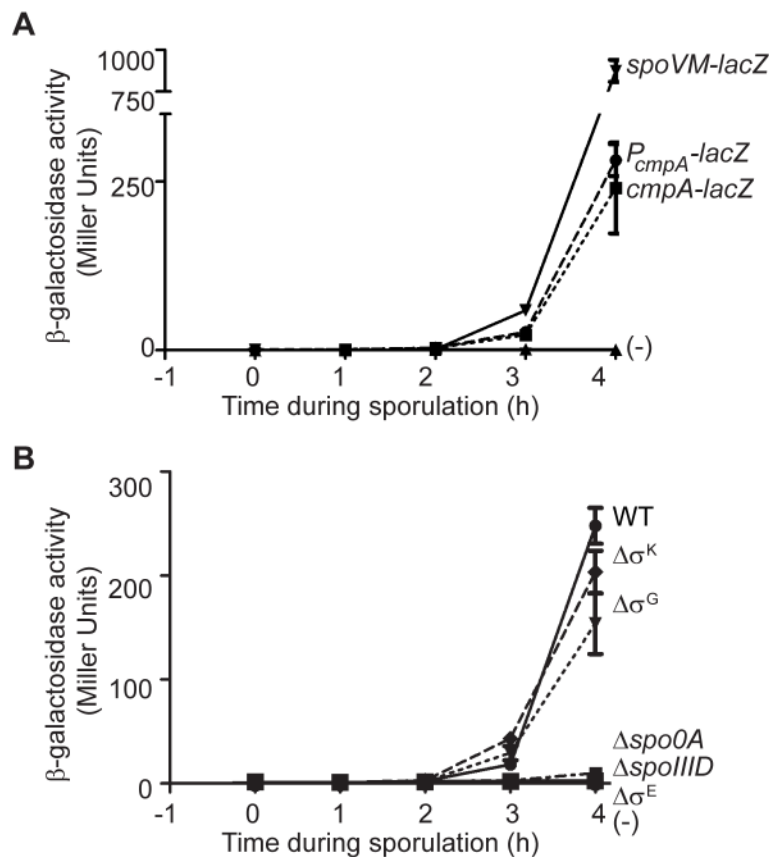 A
β-galactosidase activity
(Miller Units)
1000
750
250
0
spoVM-lacZ
PcmpA-lacZ
cmpA-lacZ
(-)
-1 0 1 2 3 4
Time during sporulation (h)
B
β-galactosidase activity
(Miller Units)
300
200
100
0
WT
ΔσK
ΔσG
Δspo0A
ΔspoIIID
ΔσE
(-)
-1 0 1 2 3 4
Time during sporulation (h)